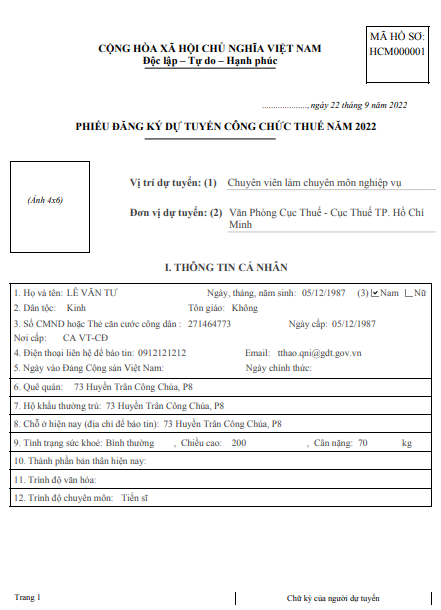 MÃ HỒ SƠ:
HCM000001
CỘNG HÒA XÃ HỘI CHỦ NGHĨA VIỆT NAM
Độc lập – Tự do – Hạnh phúc
....................., ngày 22 tháng 9 năm 2022
PHIẾU ĐĂNG KÝ DỰ TUYỂN CÔNG CHỨC THUẾ NĂM 2022
(Ảnh 4x6)
Vị trí dự tuyển: (1) Chuyên viên làm chuyên môn nghiệp vụ
Đơn vị dự tuyển: (2) Văn Phòng Cục Thuế - Cục Thuế TP. Hồ Chí
Minh
I. THÔNG TIN CÁ NHÂN
1. Họ và tên: LÊ VĂN TƯ Ngày, tháng, năm sinh: 05/12/1987 (3) Nam Nữ
2. Dân tộc: Kinh Tôn giáo: Không
3. Số CMND hoặc Thẻ căn cước công dân : 271464773 Ngày cấp: 05/12/1987
Nơi cấp: CA VT-CĐ
4. Điện thoại liên hệ để báo tin: 0912121212 Email: tthao.qni@gdt.gov.vn
5. Ngày vào Đảng Cộng sản Việt Nam: Ngày chính thức:
6. Quê quán: 73 Huyền Trân Công Chúa, P8
7. Hộ khẩu thường trú: 73 Huyền Trân Công Chúa, P8
8. Chỗ ở hiện nay (địa chỉ để báo tin): 73 Huyền Trân Công Chúa, P8
9. Tình trạng sức khoẻ: Bình thường , Chiều cao: 200 , Cân nặng: 70 kg
10. Thành phần bản thân hiện nay:
11. Trình độ văn hóa:
12. Trình độ chuyên môn: Tiến sĩ
Trang 1 Chữ ký của người dự tuyển